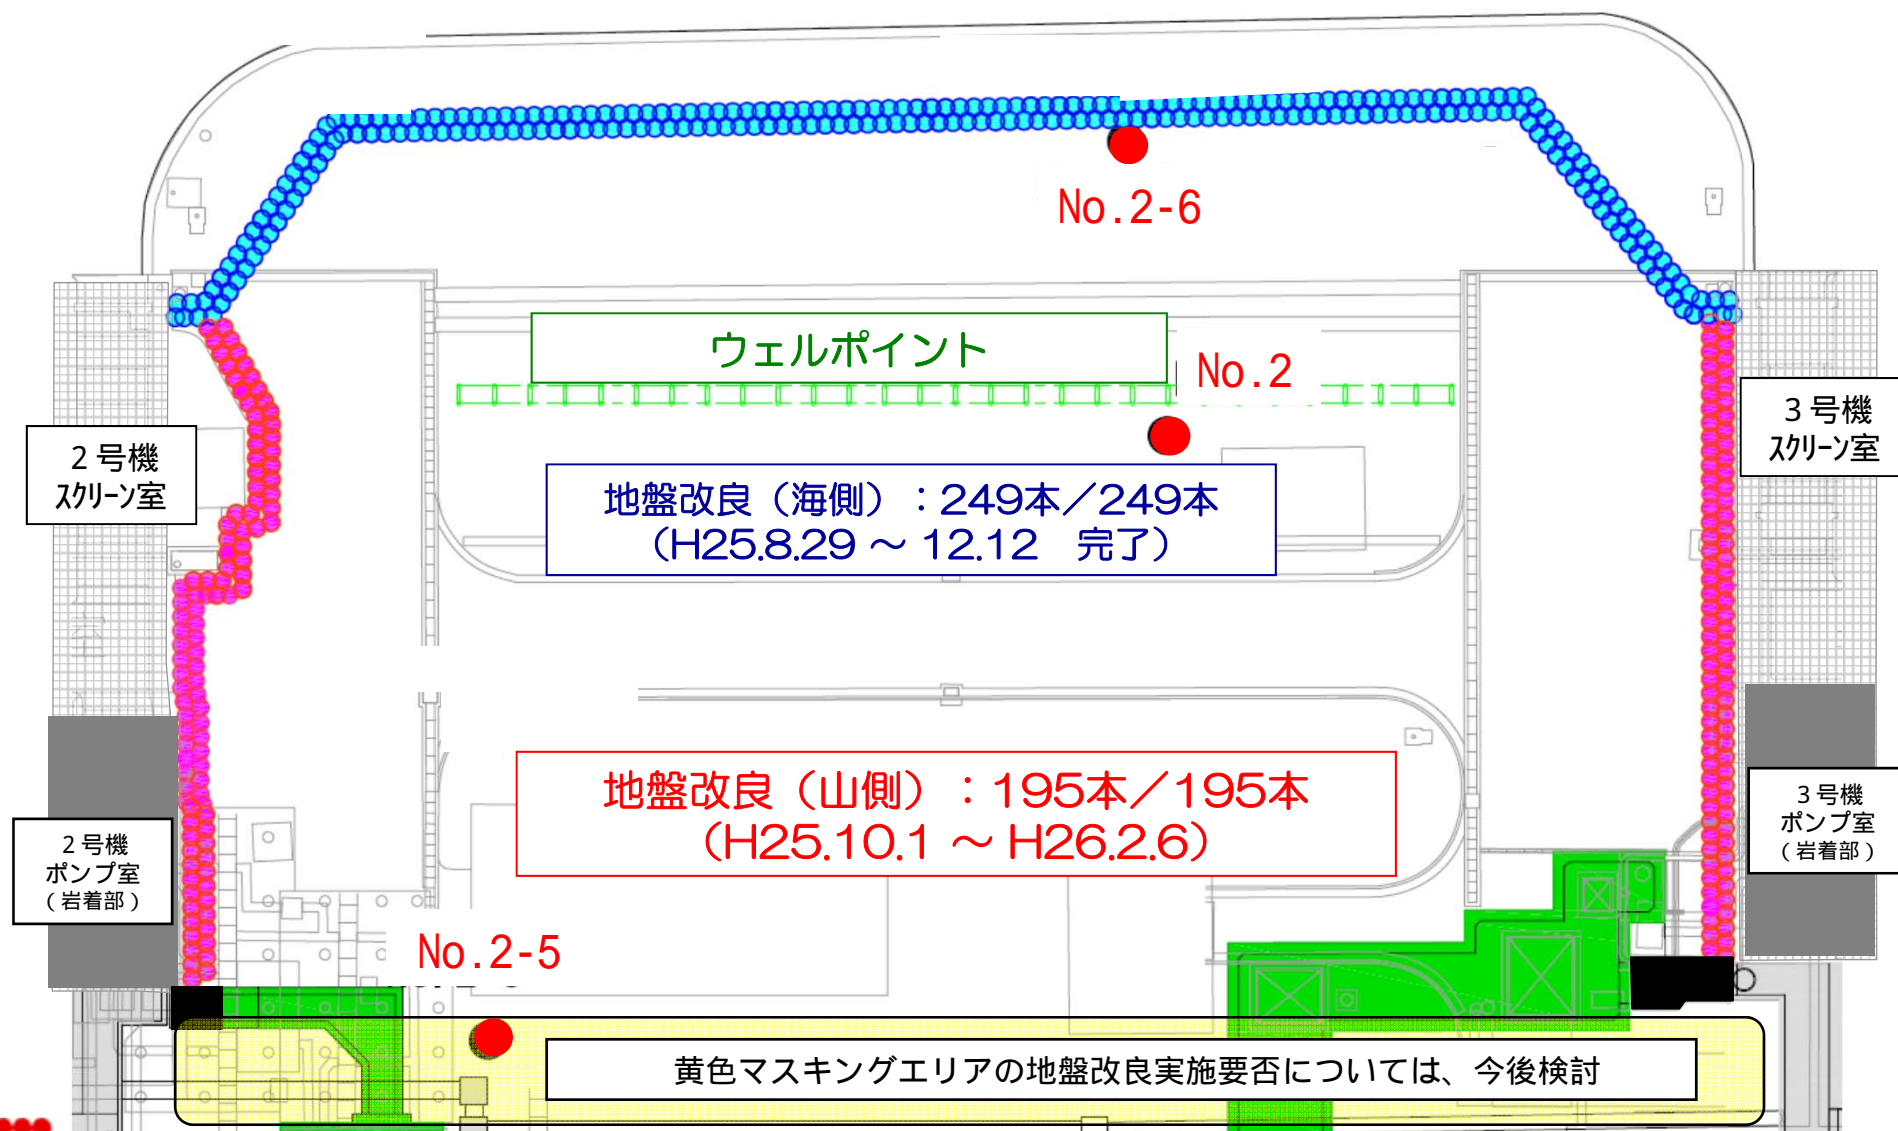 No.2-6
ウェルポイント
No.2
2号機
スクリーン室
3号機
スクリーン室
地盤改良（海側）：249本／249本
（H25.8.29 ～ 12.12　完了）
地盤改良（山側）：195本／195本
（H25.10.1 ～ H26.2.6）
2号機
ポンプ室
（岩着部）
3号機
ポンプ室
（岩着部）
No.2-5
黄色マスキングエリアの地盤改良実施要否については、今後検討